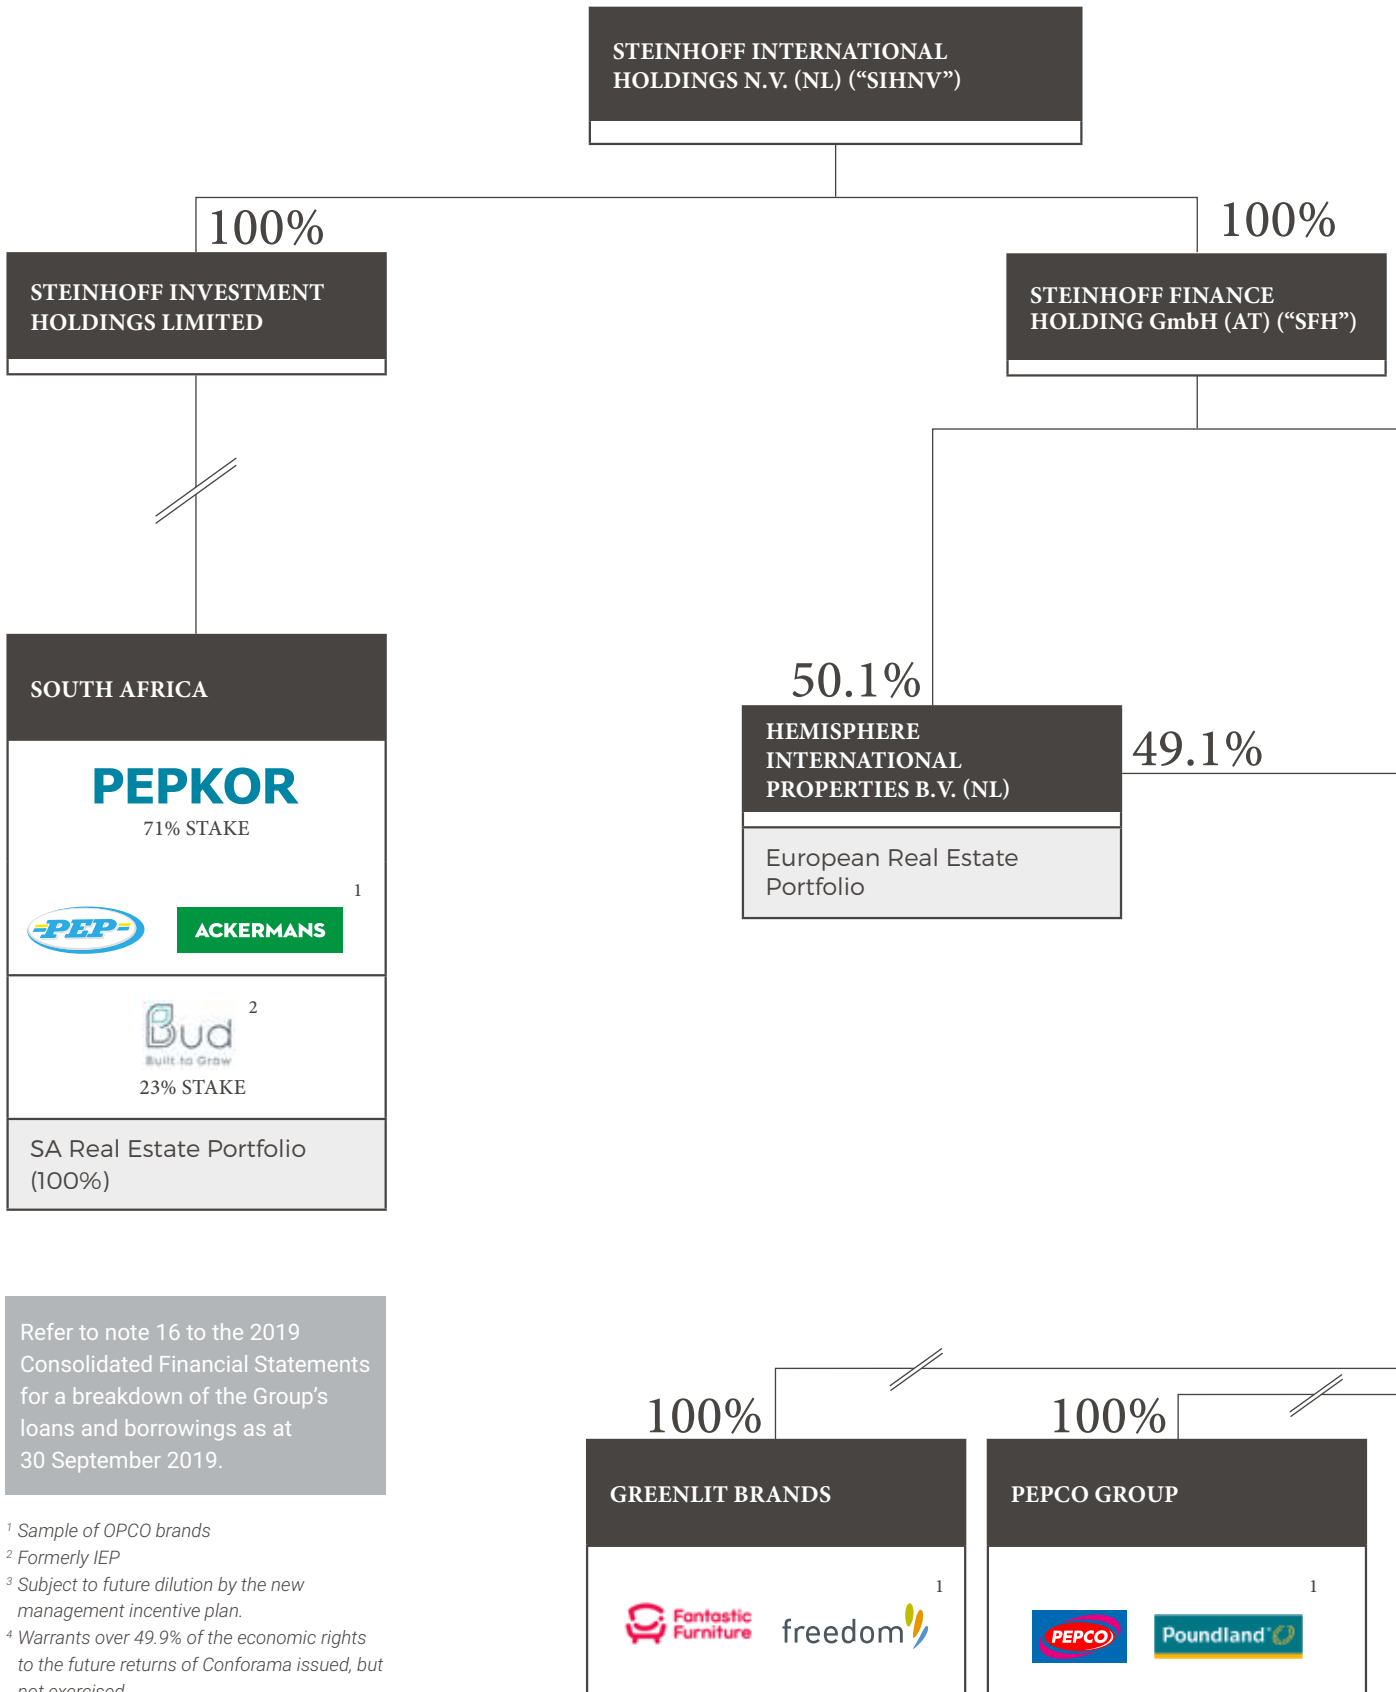 STEINHOFF INTERNATIONAL
HOLDINGS N.V. (NL) (“SIHNV”)
100%
100%
STEINHOFF INVESTMENT
HOLDINGS LIMITED
STEINHOFF FINANCE
HOLDING GmbH (AT) (“SFH”)
SOUTH AFRICA
PEPKOR
71% STAKE
1
PEP
ACKERMANS
Bud
2
Built to Grow
23% STAKE
SA Real Estate Portfolio
(100%)
50.1%
HEMISPHERE
INTERNATIONAL
PROPERTIES B.V. (NL)
49.1%
European Real Estate
Portfolio
Refer to note 16 to the 2019
Consolidated Financial Statements
for a breakdown of the Group’s
loans and borrowings as at
30 September 2019.
1 Sample of OPCO brands
2 Formerly IEP
3 Subject to future dilution by the new
management incentive plan.
4 Warrants over 49.9% of the economic rights
to the future returns of Conforama issued, but
not exercised
100%
GREENLIT BRANDS
1
Fantastic
Furniture
freedom
100%
PEPCO GROUP
1
PEPCO
Poundland